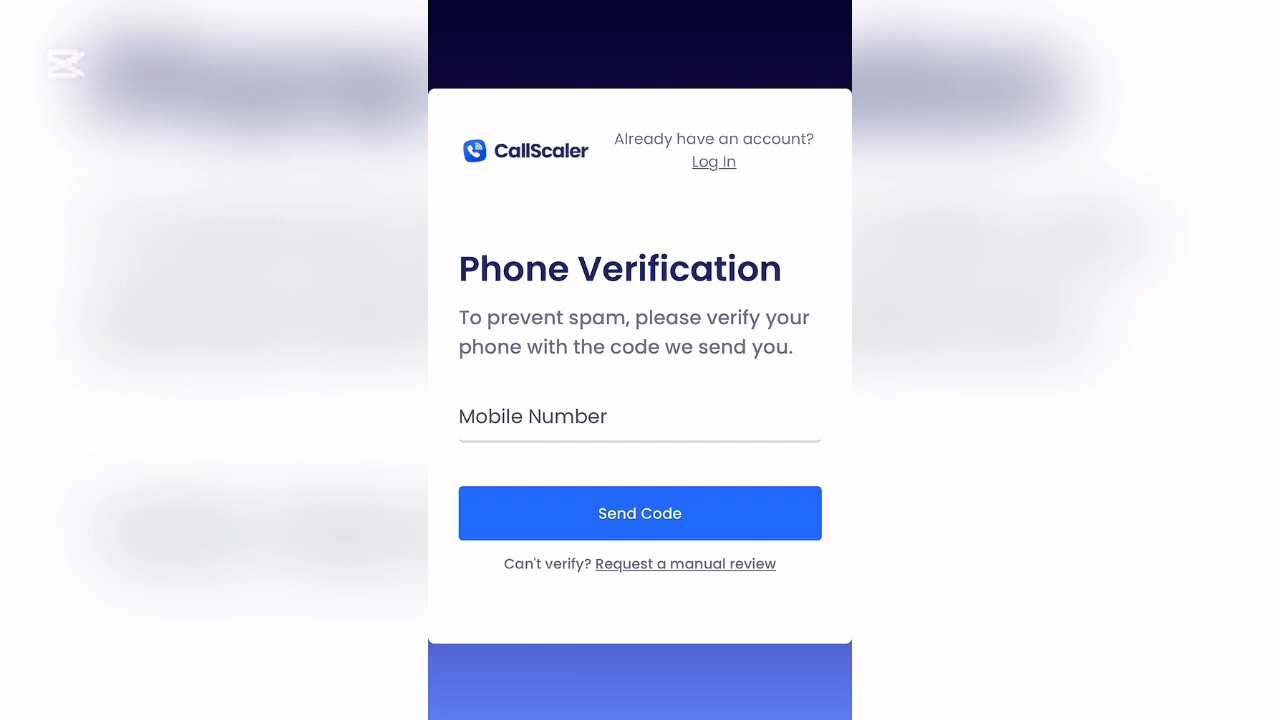 CallScaler
Already have an account?
Log In
Phone Verification
To prevent spam, please verify your
phone with the code we send you.
Mobile Number
Send Code
Can't verify? Request a manual review